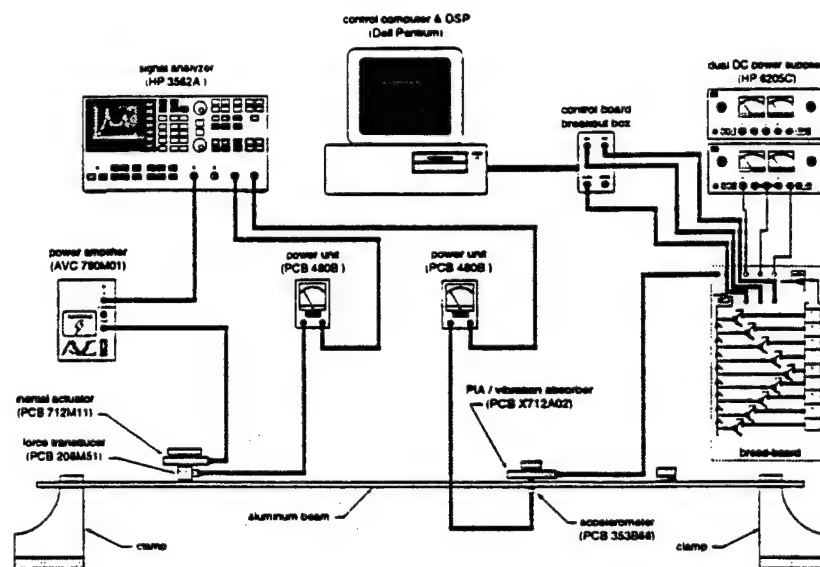 control computer & DSP
(Dell Pentium)
signal analyzer
(HP 3562A)
dual DC power supplies
(HP 6205C)
control board
breakout box
power amplifier
(AVC 790M01)
power unit
(PCB 480B )
power unit
(PCB 480B )
inertial actuator
(PCB 712M11)
force transducer
(PCB 208M51)
PIA / vibration absorber
(PCB X712A02)
bread-board
aluminum beam
accelerometer
(PCB 353B66)
clamp
clamp